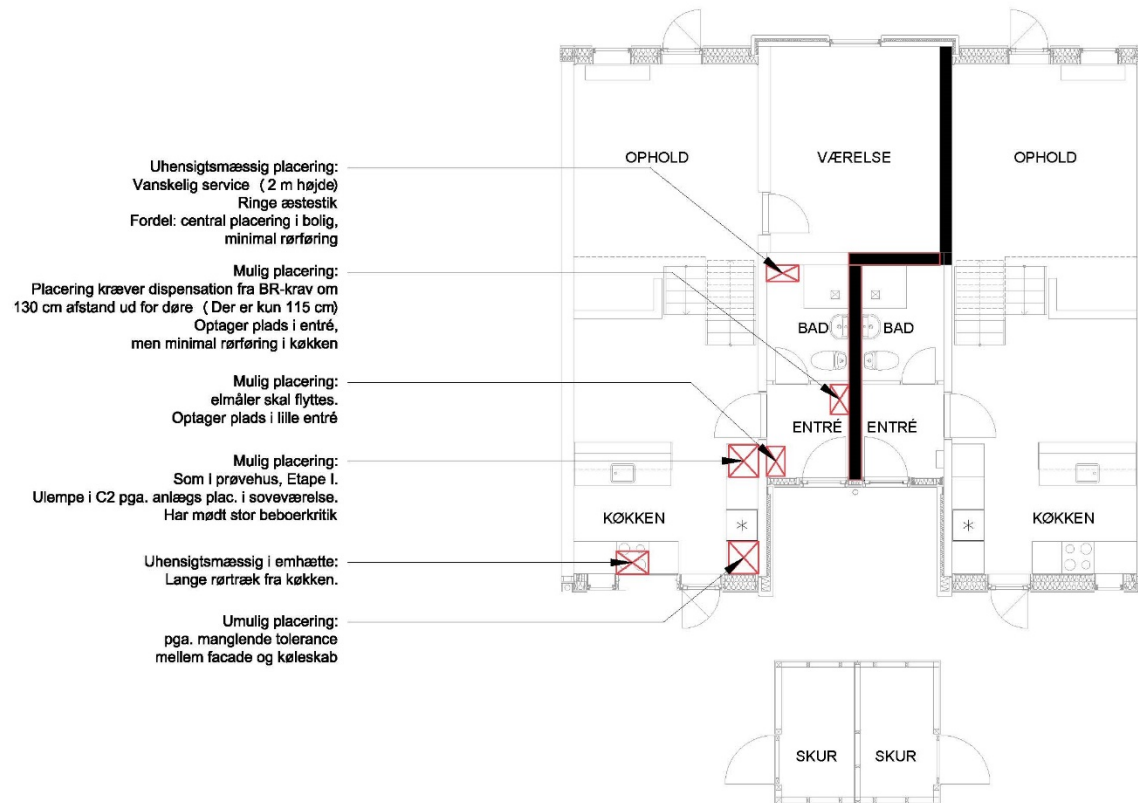 Uhensigtsmæssig placering:
Vanskelig service ( 2 m højde)
Ringe æstestik
Fordel: central placering i bolig,
minimal rørføring
Mulig placering:
Placering kræver dispensation fra BR-krav om
130 cm afstand ud for døre ( Der er kun 115 cm)
Optager plads i entré,
men minimal rørføring i køkken
Mulig placering:
elmåler skal flyttes.
Optager plads i lille entré
Mulig placering:
Som I prøvehus, Etape I.
Ulempe i C2 pga. anlægs plac. i soveværelse.
Har mødt stor beboerkritik
Uhensigtsmæssig i emhætte:
Lange rørtræk fra køkken.
Umulig placering:
pga. manglende tolerance
mellem facade og køleskab
OPHOLD
VÆRELSE
OPHOLD
BAD
BAD
ENTRÉ
ENTRÉ
KØKKEN
KØKKEN
SKUR
SKUR